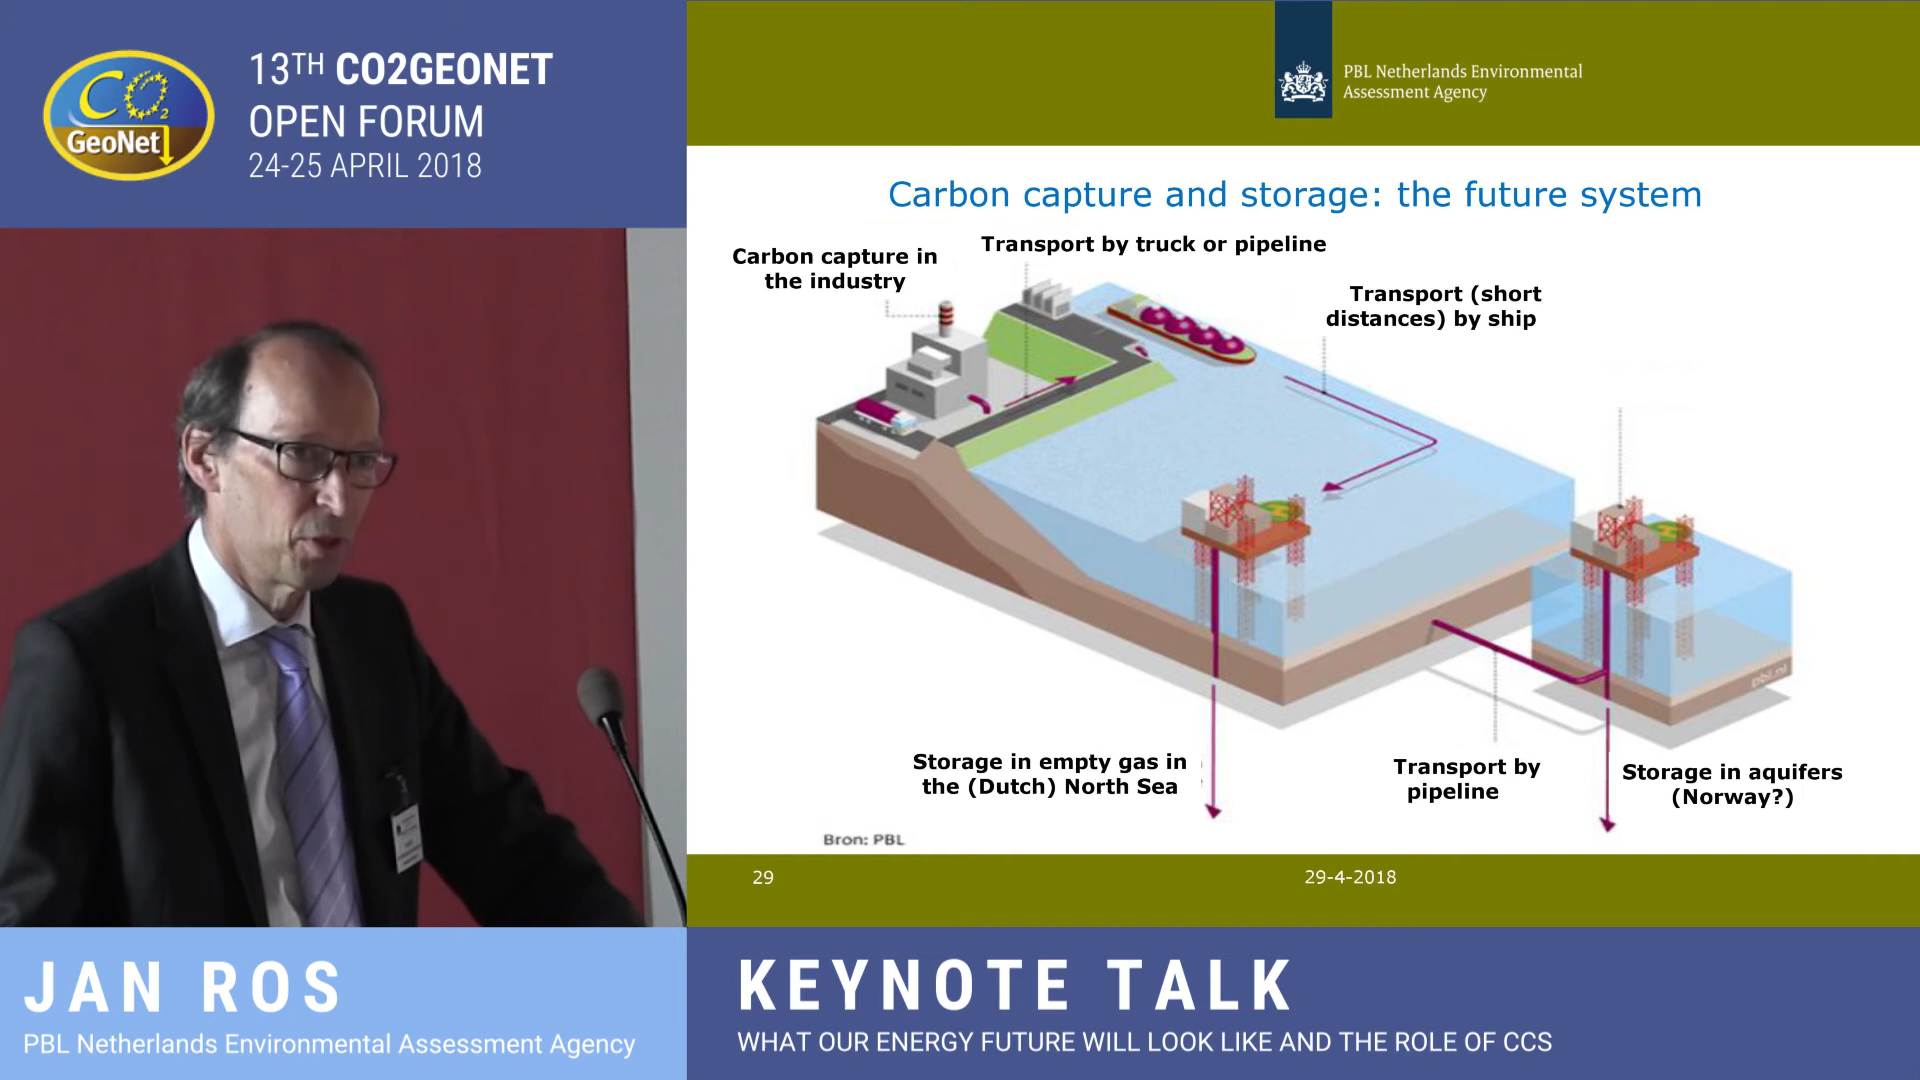 CO2
GeoNet
13TH CO2GEONET
OPEN FORUM
24-25 APRIL 2018
PBL Netherlands Environmental
Assessment Agency
Carbon capture and storage: the future system
Carbon capture in
the industry
Transport by truck or pipeline
Transport (short
distances) by ship
Storage in empty gas in
the (Dutch) North Sea
Transport by
pipeline
Storage in aquifers
(Norway?)
pbl.nl
Bron: PBL
29
29-4-2018
JAN ROS
PBL Netherlands Environmental Assessment Agency
KEYNOTE TALK
WHAT OUR ENERGY FUTURE WILL LOOK LIKE AND THE ROLE OF CCS